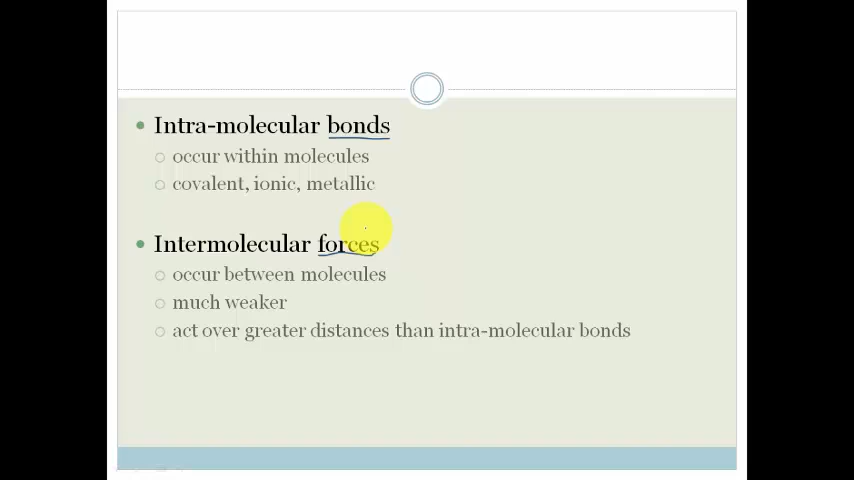 Intra-molecular bonds
occur within molecules
covalent, ionic, metallic
Intermolecular forces
occur between molecules
much weaker
act over greater distances than intra-molecular bonds